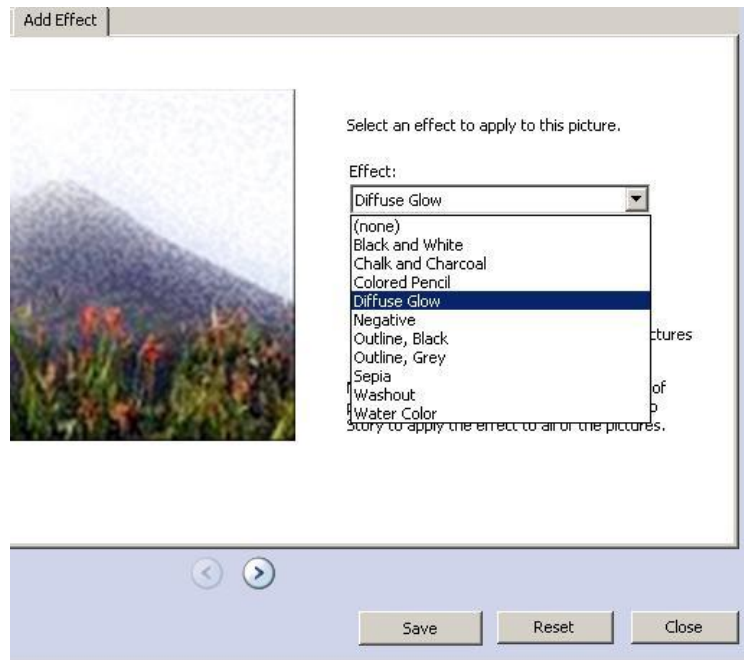 Add Effect
Select an effect to apply to this picture.
Effect:
Diffuse Glow
(none)
Black and White
Chalk and Charcoal
Colored Pencil
Diffuse Glow
Negative
Outline, Black
Outline, Grey
Sepia
Washout
Water Color
of
Story to apply the effect to all of the pictures.
Save
Reset
Close